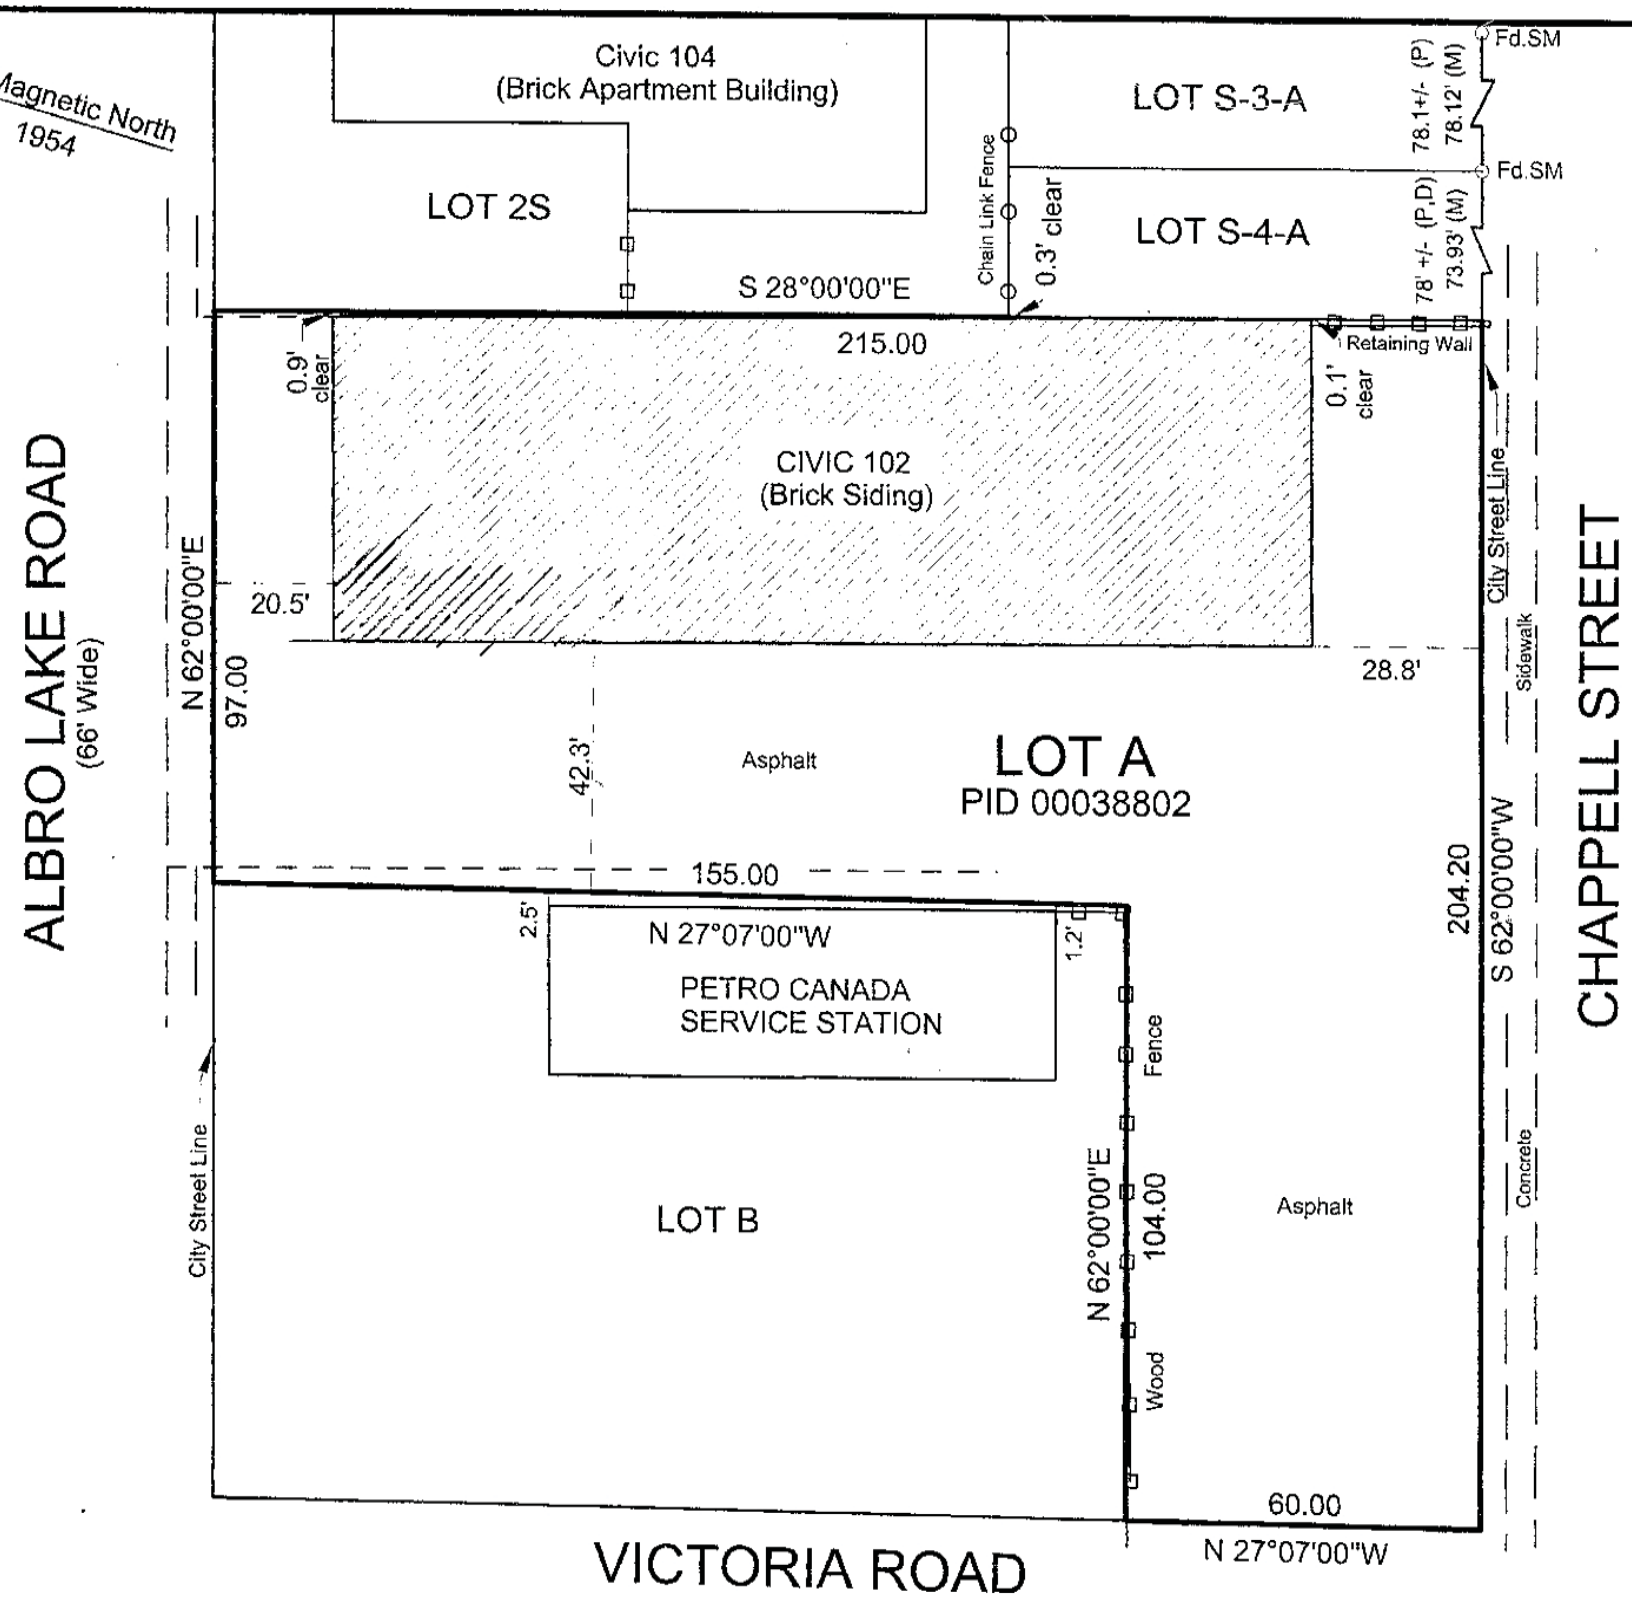 Magnetic North
1954
Civic 104
(Brick Apartment Building)
LOT 2S
Chain Link Fence
0.3' clear
LOT S-3-A
LOT S-4-A
78.1+/- (P)
78.12' (M)
78' +/- (P,D)
73.93' (M)
Fd.SM
Fd.SM
S 28°00'00"E
215.00
0.9'
clear
Retaining Wall
0.1'
clear
CIVIC 102
(Brick Siding)
City Street Line
Sidewalk
ALBRO LAKE ROAD
(66' Wide)
N 62°00'00"E
97.00
20.5'
28.8'
42.3'
Asphalt
LOT A
PID 00038802
204.20
S 62°00'00"W
CHAPPELL STREET
155.00
N 27°07'00"W
2.5'
1.2'
PETRO CANADA
SERVICE STATION
Fence
City Street Line
LOT B
N 62°00'00"E
104.00
Wood
Asphalt
Concrete
60.00
N 27°07'00"W
VICTORIA ROAD